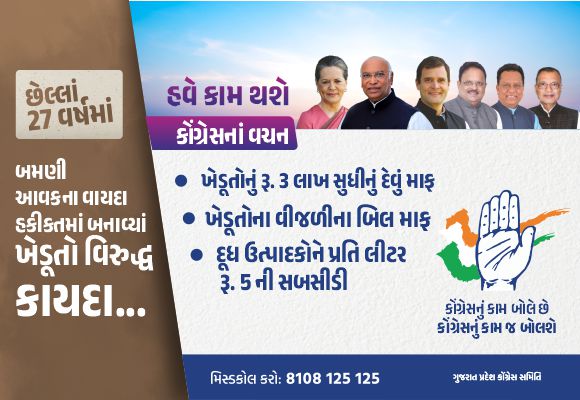 છેલ્લાં
27 વર્ષમાં
બમણી
આવકના વાયદા
હકીકતમાં બનાવ્યાં
ખેડૂતો વિરુદ્ધ
કાયદા...
હવે કામ થશે
કોંગ્રેસનાં વચન
• ખેડૂતોનું રૂ. 3 લાખ સુધીનું દેવું માફ
• ખેડૂતોના વીજળીના બિલ માફ
• દૂધ ઉત્પાદકોને પ્રતિ લીટર
રૂ. 5 ની સબસીડી
કોંગ્રેસનું કામ બોલે છે
કોંગ્રેસનું કામ જ બોલશે
મિસ્ડકોલ કરો: 8108 125 125
ગુજરાત પ્રદેશ કોંગ્રેસ સમિતિ